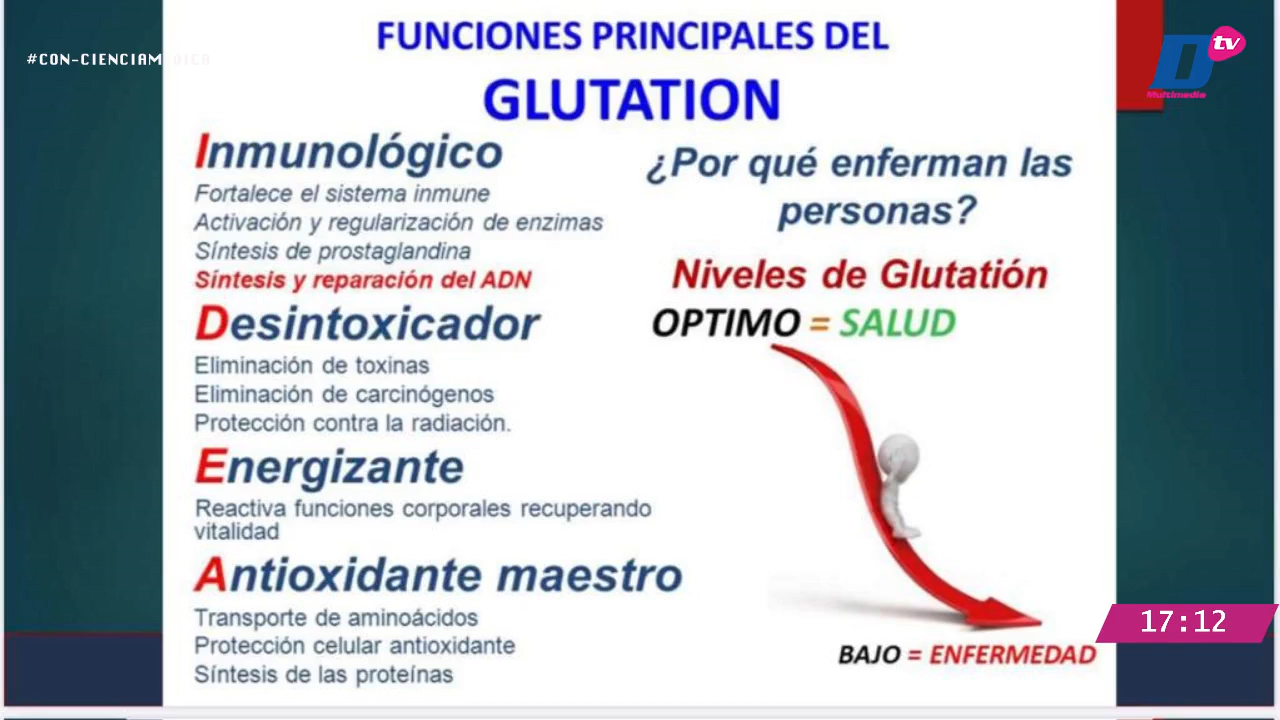 #CON-CIENCIAMEDICA
FUNCIONES PRINCIPALES DEL
GLUTATION
Inmunológico
Fortalece el sistema inmune
Activación y regularización de enzimas
Síntesis de prostaglandina
Síntesis y reparación del ADN
Desintoxicador
Eliminación de toxinas
Eliminación de carcinógenos
Protección contra la radiación.
Energizante
Reactiva funciones corporales recuperando
vitalidad
Antioxidante maestro
Transporte de aminoácidos
Protección celular antioxidante
Síntesis de las proteínas
¿Por qué enferman las
personas?
Niveles de Glutatión
OPTIMO = SALUD
BAJO = ENFERMEDAD
D tv
Multimedia
17:12